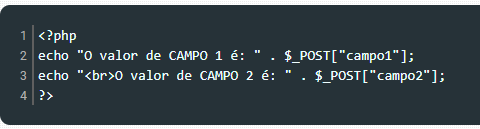 1 <?php
2 echo "O valor de CAMPO 1 é: " . $_POST["campo1"];
3 echo "<br>O valor de CAMPO 2 é: " . $_POST["campo2"];
4 ?>